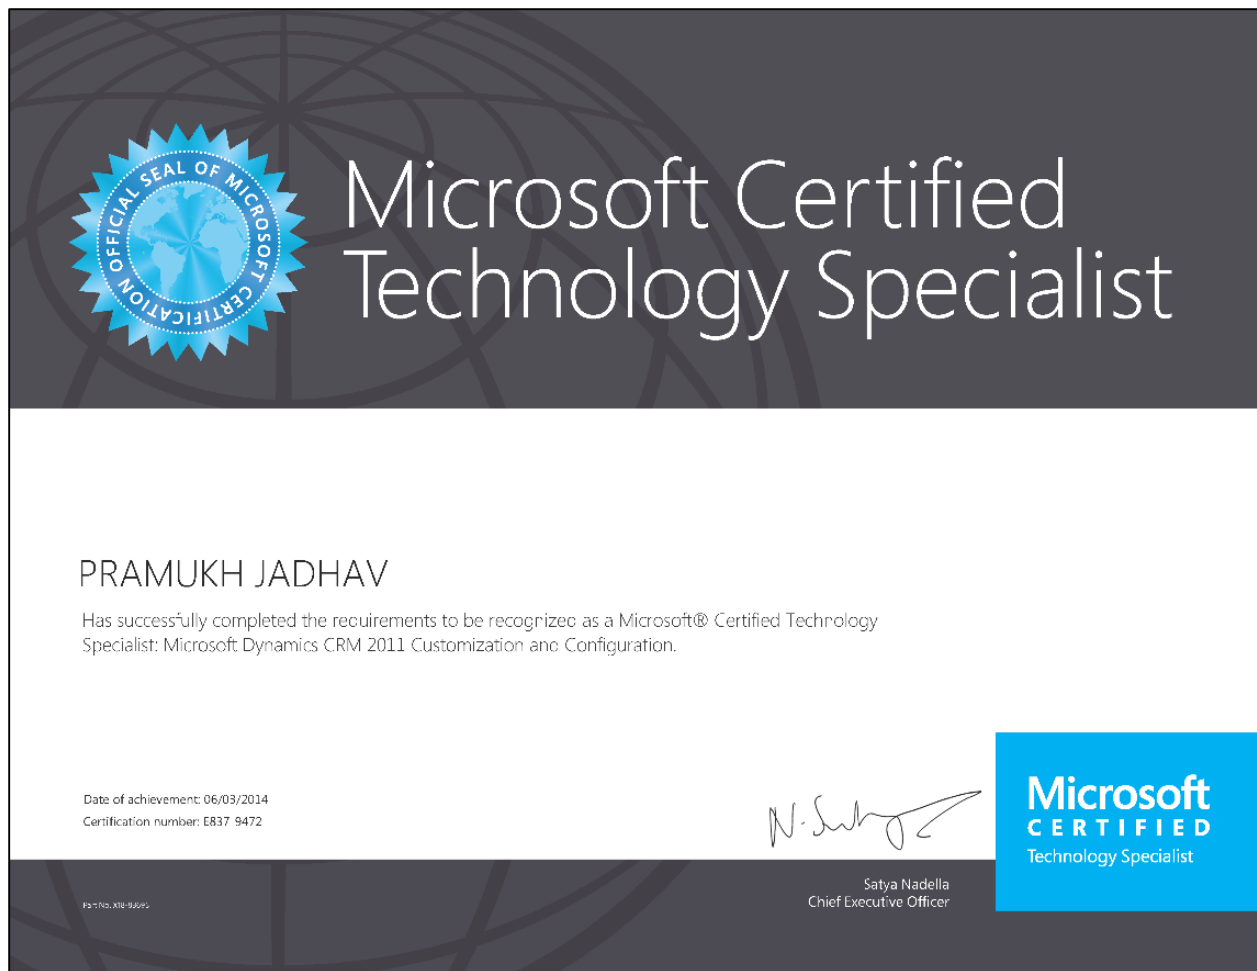 OFFICIAL SEAL OF MICROSOFT CERTIFICATION
Microsoft Certified
Technology Specialist
PRAMUKH JADHAV
Has successfully completed the requirements to be recognized as a Microsoft® Certified Technology
Specialist: Microsoft Dynamics CRM 2011 Customization and Configuration.
Date of achievement: 06/03/2014
Certification number: E837-9472
Microsoft
CERTIFIED
Technology Specialist
Satya Nadella
Chief Executive Officer
Part No.